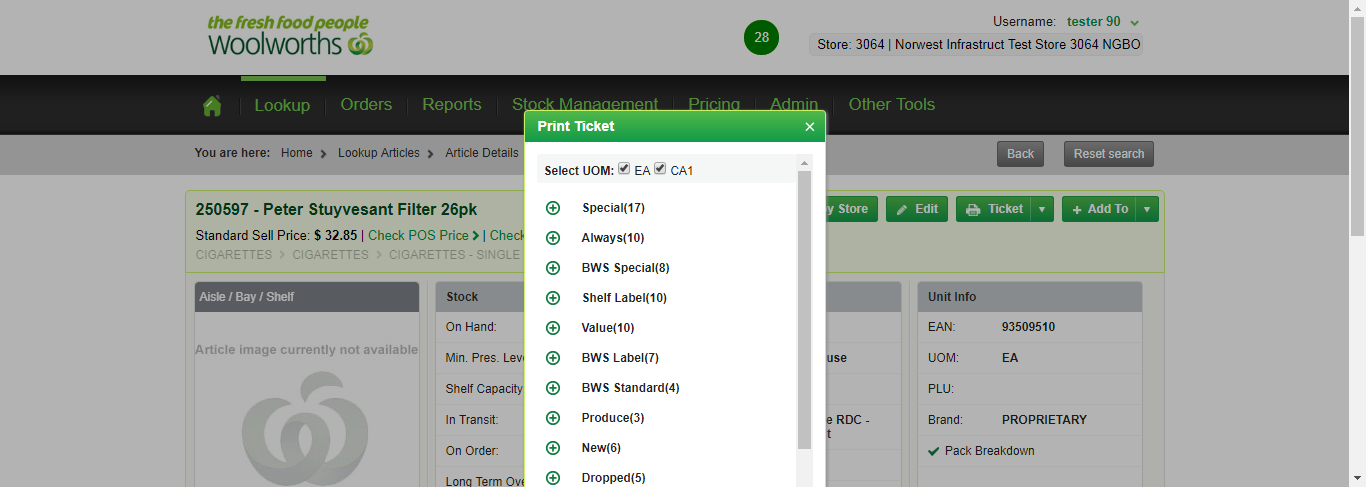 the fresh food people
Woolworths
28
Username: tester 90
Store: 3064 | Norwest Infrastruct Test Store 3064 NGBO
Lookup Orders Reports Stock Management Pricing Admin Other Tools
Print Ticket
You are here: Home Lookup Articles Article Details
Back Reset search
Select UOM: EA CA1
250597 - Peter Stuyvesant Filter 26pk
Store Edit Ticket Add To
Standard Sell Price: $ 32.85 | Check POS Price | Check
CIGARETTES CIGARETTES CIGARETTES - SINGLE
Special(17)
Always(10)
BWS Special(8)
Shelf Label(10)
Value(10)
BWS Label(7)
BWS Standard(4)
Produce(3)
New(6)
Dropped(5)
Aisle / Bay / Shelf
Article image currently not available
Stock
On Hand:
Min. Pres. Leve
Shelf Capacity
In Transit:
On Order:
Long Term Ove
use
e RDC -
t
Unit Info
EAN: 93509510
UOM: EA
PLU:
Brand: PROPRIETARY
Pack Breakdown